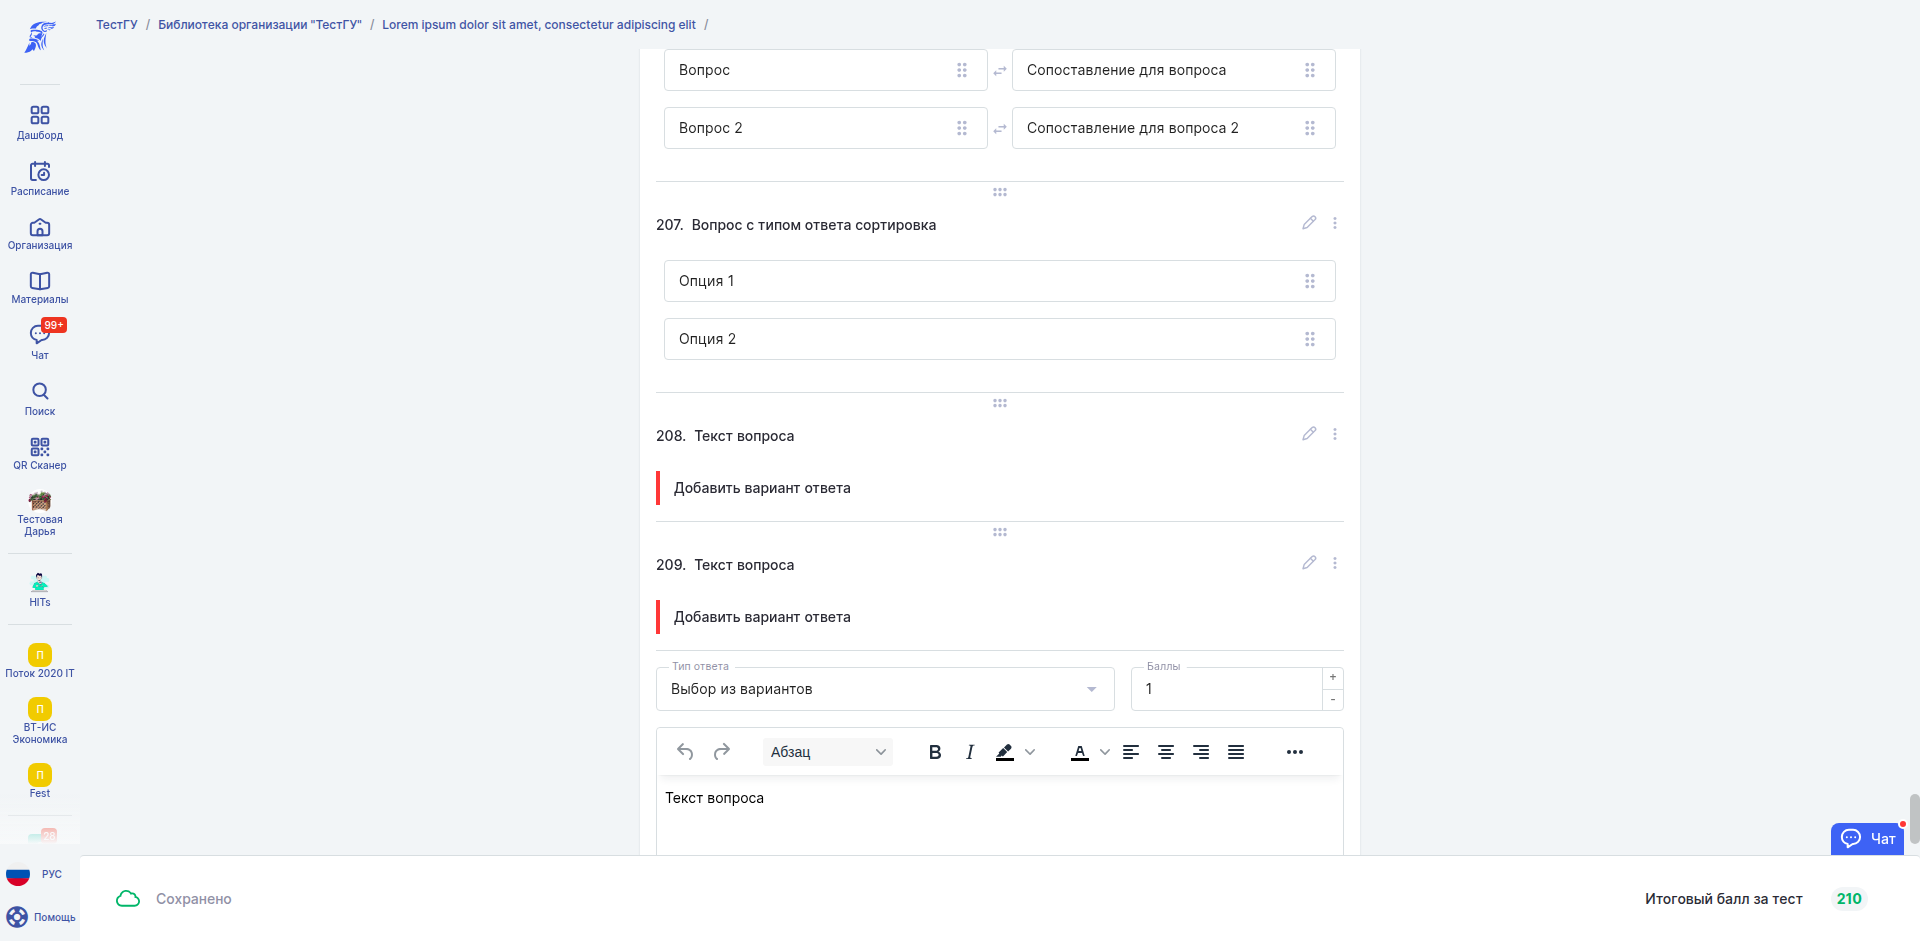 ТестГУ / Библиотека организации "ТестГУ" / Lorem ipsum dolor sit amet, consectetur adipiscing elit /
Дашборд
Расписание
Организация
Материалы
99+
Чат
Поиск
QR Сканер
Тестовая
Дарья
HITs
П
Поток 2020 IT
П
ВТ-ИС
Экономика
П
Fest
28
РУС
Помощь
Вопрос
Сопоставление для вопроса
Вопрос 2
Сопоставление для вопроса 2
207. Вопрос с типом ответа сортировка
Опция 1
Опция 2
208. Текст вопроса
Добавить вариант ответа
209. Текст вопроса
Добавить вариант ответа
Тип ответа
Выбор из вариантов
Баллы
1
+
-
Абзац
B I A
Текст вопроса
Чат
Сохранено
Итоговый балл за тест 210